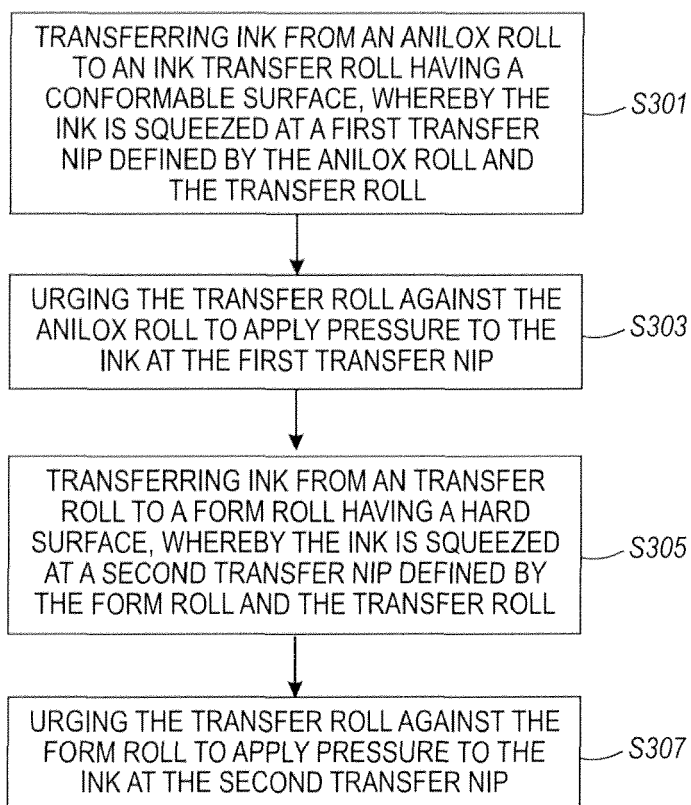 TRANSFERRING INK FROM AN ANILOX ROLL
TO AN INK TRANSFER ROLL HAVING A
CONFORMABLE SURFACE, WHEREBY THE
INK IS SQUEEZED AT A FIRST TRANSFER
NIP DEFINED BY THE ANILOX ROLL AND
THE TRANSFER ROLL
S301
URGING THE TRANSFER ROLL AGAINST THE
ANILOX ROLL TO APPLY PRESSURE TO THE
INK AT THE FIRST TRANSFER NIP
S303
TRANSFERRING INK FROM AN TRANSFER
ROLL TO A FORM ROLL HAVING A HARD
SURFACE, WHEREBY THE INK IS SQUEEZED
AT A SECOND TRANSFER NIP DEFINED BY
THE FORM ROLL AND THE TRANSFER ROLL
S305
URGING THE TRANSFER ROLL AGAINST THE
FORM ROLL TO APPLY PRESSURE TO THE
INK AT THE SECOND TRANSFER NIP
S307